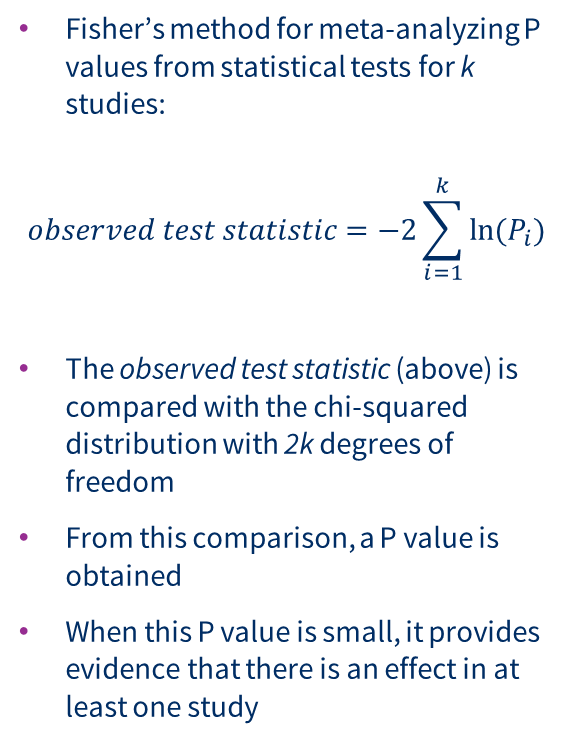 • Fisher's method for meta-analyzing P
values from statistical tests for k
studies:
observed test statistic = −2 ∑ᵢ₌₁ᵏ ln(Pᵢ)
• The observed test statistic (above) is
compared with the chi-squared
distribution with 2k degrees of
freedom
• From this comparison, a P value is
obtained
• When this P value is small, it provides
evidence that there is an effect in at
least one study